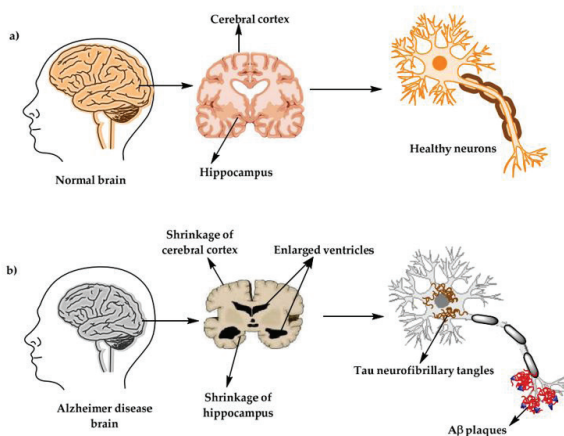 Cerebral cortex
a)
Healthy neurons
Normal brain
Hippocampus
Shrinkage of
cerebral cortex
Enlarged ventricles
b)
Tau neurofibrillary tangles
Shrinkage of
hippocampus
Alzheimer disease
brain
Aβ plaques